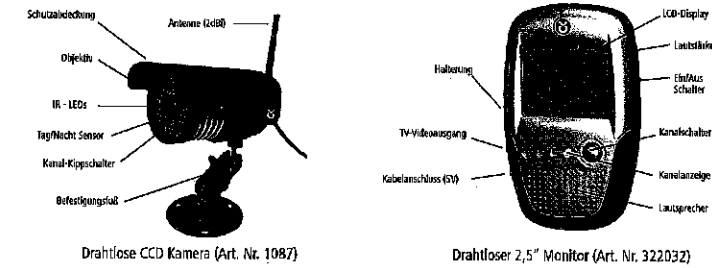 Schutzabdeckung
Antenne (2dBl)
Objektiv
IR - LEDs
Tag/Nacht Sensor
Kanal-Kippschalter
Befestigungsfuß
Drahtlose CCD Kamera (Art. Nr. 1087)
LCD-Display
Lautstärke
Halterung
Ein/Aus
Schalter
TV-Videoausgang
Kanalschalter
Kabelanschluss (5V)
Kanalanzeige
Lautsprecher
Drahtloser 2,5" Monitor (Art. Nr. 322032)